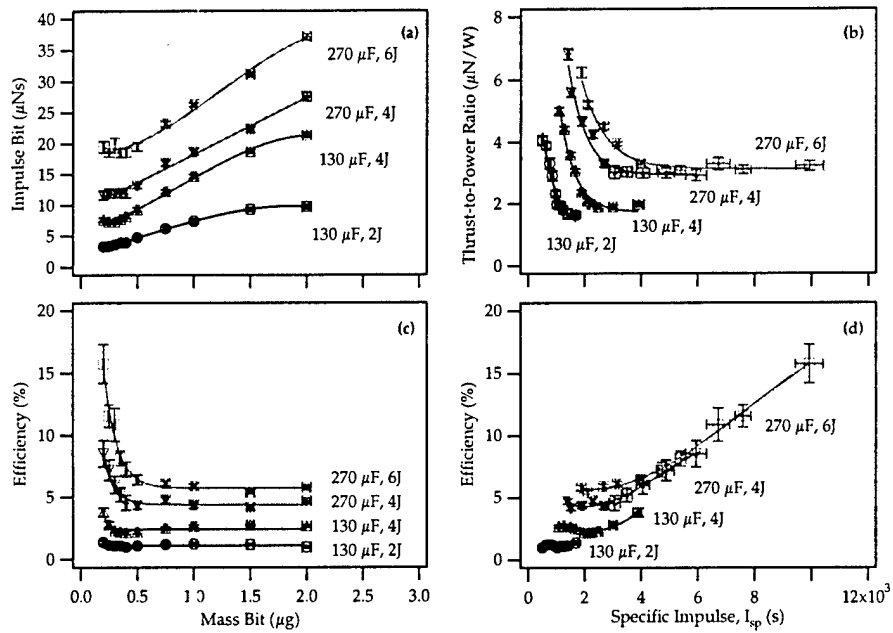 (a)
Impulse Bit (μNs)
40
35
30
25
20
15
10
5
0
270 μF, 6J
270 μF, 4J
130 μF, 4J
130 μF, 2J
(b)
Thrust-to-Power Ratio (μN/W)
8
6
4
2
0
270 μF, 6J
270 μF, 4J
130 μF, 4J
130 μF, 2J
(c)
Efficiency (%)
20
15
10
5
0
270 μF, 6J
270 μF, 4J
130 μF, 4J
130 μF, 2J
0.0 0.5 1.0 1.5 2.0 2.5 3.0
Mass Bit (μg)
(d)
Efficiency (%)
20
15
10
5
0
270 μF, 6J
270 μF, 4J
130 μF, 4J
130 μF, 2J
0 2 4 6 8 10 12x10³
Specific Impulse, Isp (s)